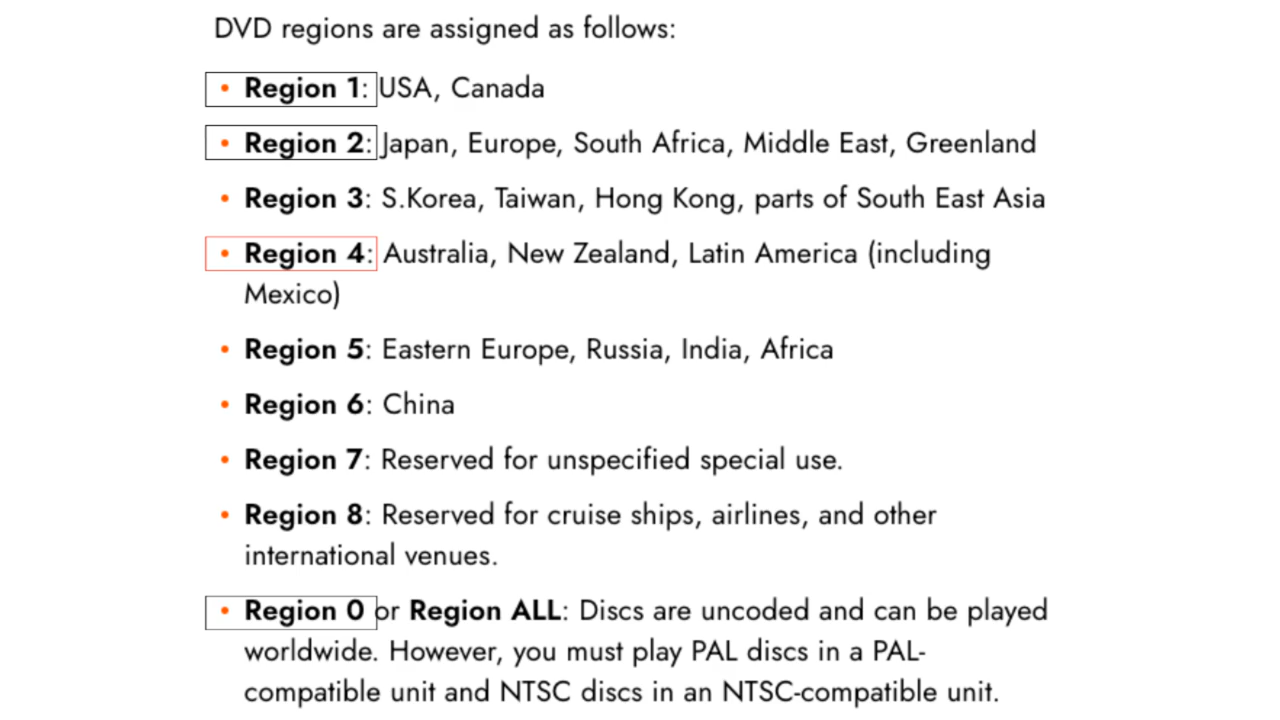 DVD regions are assigned as follows:
• Region 1: USA, Canada
• Region 2: Japan, Europe, South Africa, Middle East, Greenland
• Region 3: S.Korea, Taiwan, Hong Kong, parts of South East Asia
• Region 4: Australia, New Zealand, Latin America (including
Mexico)
• Region 5: Eastern Europe, Russia, India, Africa
• Region 6: China
• Region 7: Reserved for unspecified special use.
• Region 8: Reserved for cruise ships, airlines, and other
international venues.
• Region 0 or Region ALL: Discs are uncoded and can be played
worldwide. However, you must play PAL discs in a PAL-
compatible unit and NTSC discs in an NTSC-compatible unit.